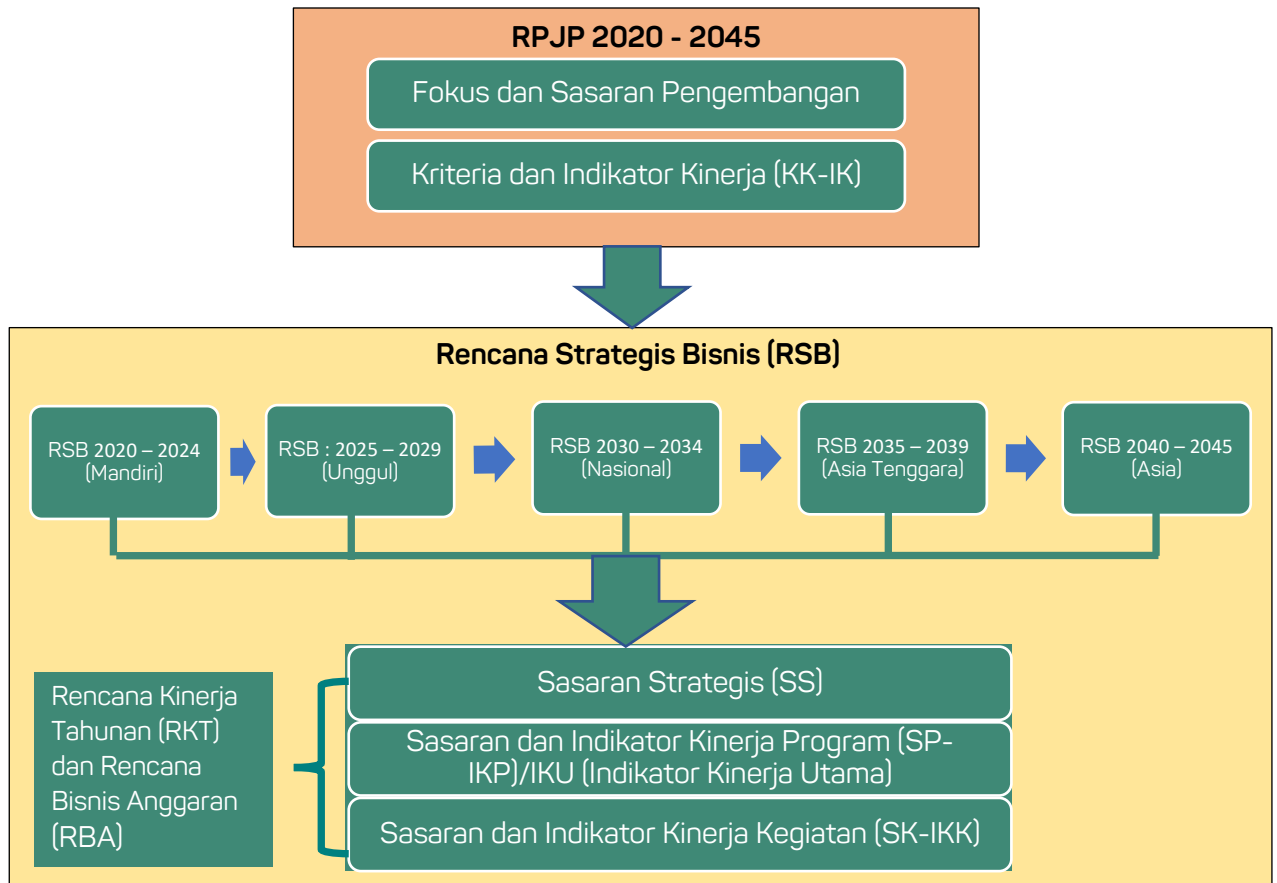 RPJP 2020 - 2045
Fokus dan Sasaran Pengembangan
Kriteria dan Indikator Kinerja (KK-IK)
Rencana Strategis Bisnis (RSB)
RSB 2020 – 2024
(Mandiri)
RSB : 2025 – 2029
(Unggul)
RSB 2030 – 2034
(Nasional)
RSB 2035 – 2039
(Asia Tenggara)
RSB 2040 – 2045
(Asia)
Rencana Kinerja
Tahunan (RKT)
dan Rencana
Bisnis Anggaran
(RBA)
Sasaran Strategis (SS)
Sasaran dan Indikator Kinerja Program (SP-
IKP)/IKU (Indikator Kinerja Utama)
Sasaran dan Indikator Kinerja Kegiatan (SK-IKK)